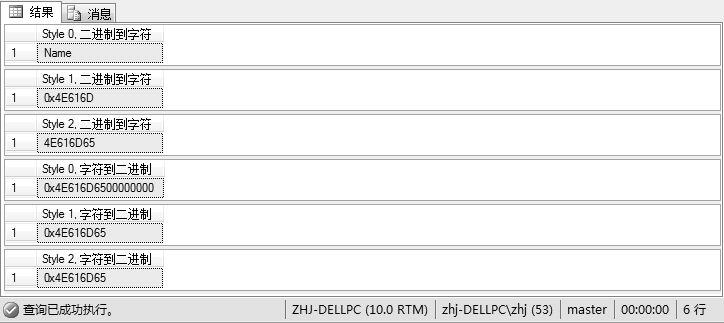 结果 消息
Style 0, 二进制到字符
1 Name
Style 1, 二进制到字符
1 0x4E616D
Style 2, 二进制到字符
1 4E616D65
Style 0, 字符到二进制
1 0x4E616D6500000000
Style 1, 字符到二进制
1 0x4E616D65
Style 2, 字符到二进制
1 0x4E616D65
查询已成功执行。 ZHJ-DELLPC (10.0 RTM) zhj-DELLPC\zhj (53) master 00:00:00 6 行